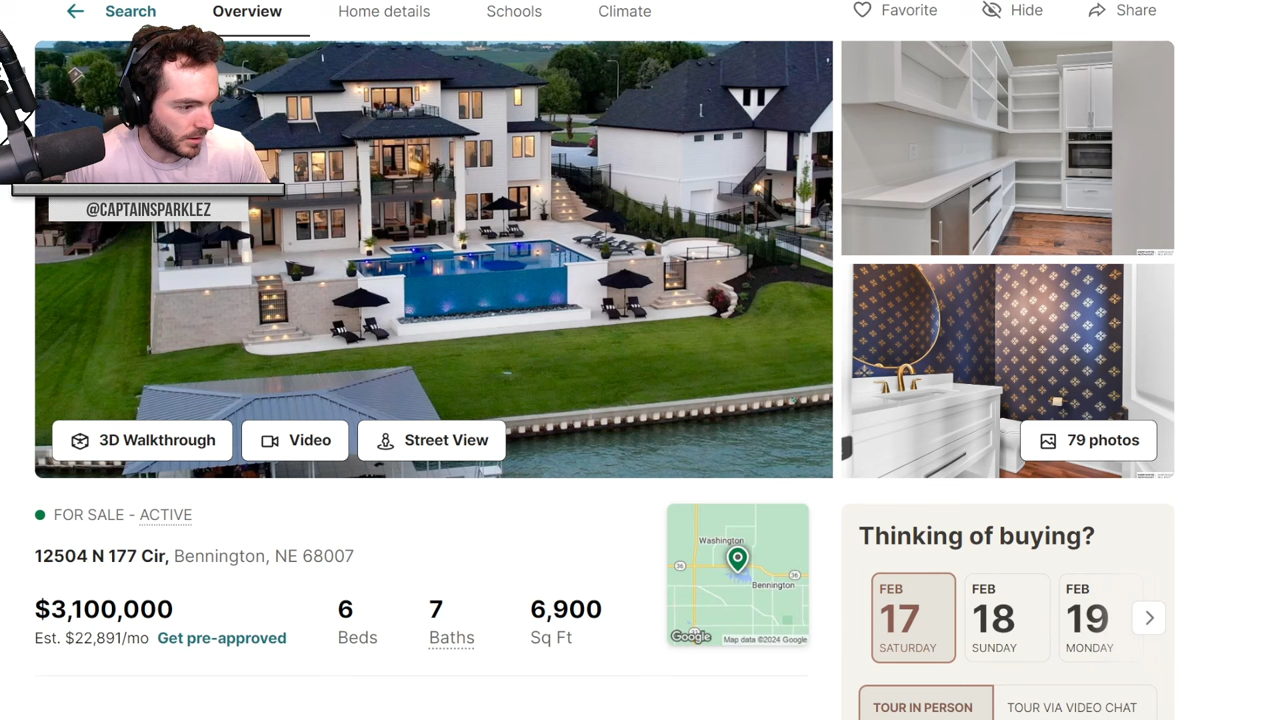 Search
Overview
Home details
Schools
Climate
Favorite
Hide
Share
@CAPTAINSPARKLEZ
3D Walkthrough
Video
Street View
79 photos
FOR SALE - ACTIVE
12504 N 177 Cir, Bennington, NE 68007
$3,100,000
Est. $22,891/mo Get pre-approved
6
Beds
7
Baths
6,900
Sq Ft
Washington
36
36
Bennington
Google
Map data ©2024 Google
Thinking of buying?
FEB
17
SATURDAY
FEB
18
SUNDAY
FEB
19
MONDAY
TOUR IN PERSON
TOUR VIA VIDEO CHAT